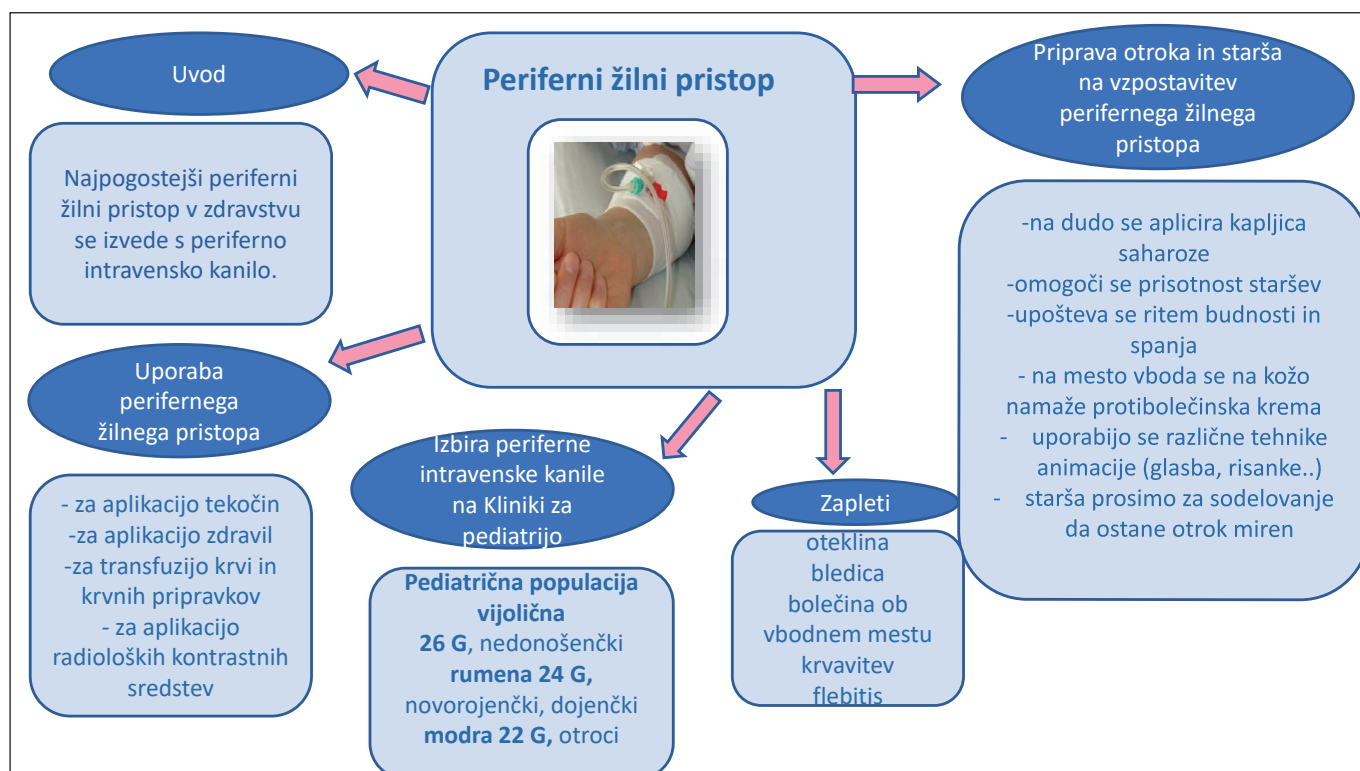 Periferni žilni pristop
Uvod
Najpogostejši periferni
žilni pristop v zdravstvu
se izvede s periferno
intravensko kanilo.
Uporaba
perifernega
žilnega pristopa
- za aplikacijo tekočin
-za aplikacijo zdravil
-za transfuzijo krvi in
krvnih pripravkov
- za aplikacijo
radioloških kontrastnih
sredstev
Izbira periferne
intravenske kanile
na Kliniki za
pediatrijo
Pediatrična populacija
vijolična
26 G, nedonošenčki
rumena 24 G,
novorojenčki, dojenčki
modra 22 G, otroci
Zapleti
oteklina
bledica
bolečina ob
vbodnem mestu
krvavitev
flebitis
Priprava otroka in starša
na vzpostavitev
perifernega žilnega
pristopa
-na dudo se aplicira kapljica
saharoze
-omogoči se prisotnost staršev
-upošteva se ritem budnosti in
spanja
- na mesto vboda se na kožo
namaže protibolečinska krema
- uporabijo se različne tehnike
animacije (glasba, risanke..)
- starša prosimo za sodelovanje
da ostane otrok miren